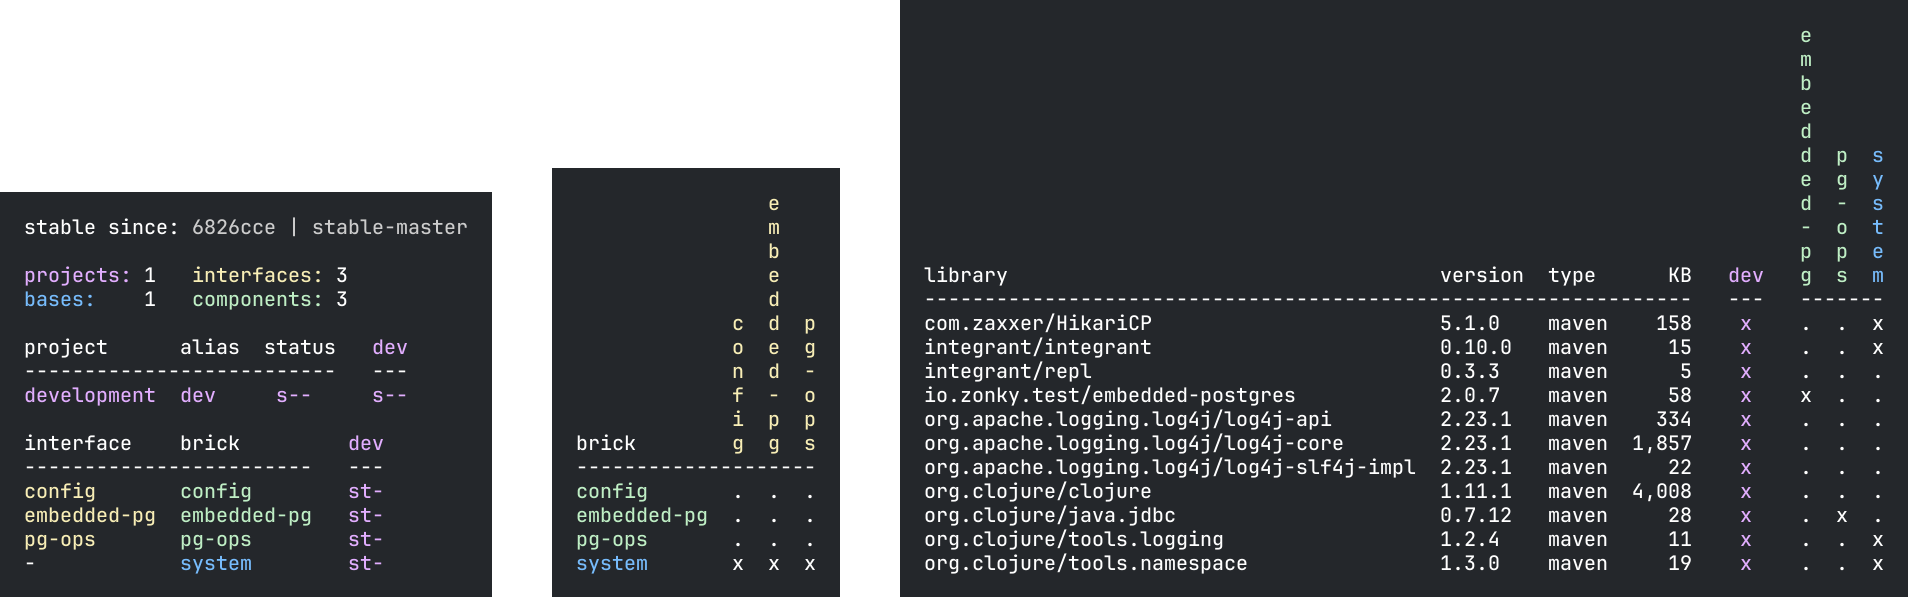 stable since: 6826cce | stable-master
projects: 1   interfaces: 3
bases:    1   components: 3
project      alias  status   dev
--------------------------   ---
development  dev     s--     s--
interface    brick         dev
------------------------   ---
config       config        st-
embedded-pg  embedded-pg   st-
pg-ops       pg-ops        st-
-            system        st-
config
embedded-pg
pg-ops
brick
--------------------
config       .  .  .
embedded-pg  .  .  .
pg-ops       .  .  .
system       x  x  x
embedded-pg
pg-ops
system
library                                    version  type      KB   dev
----------------------------------------------------------------   ---   -------
com.zaxxer/HikariCP                        5.1.0    maven    158    x    .  .  x
integrant/integrant                        0.10.0   maven     15    x    .  .  x
integrant/repl                             0.3.3    maven      5    x    .  .  .
io.zonky.test/embedded-postgres            2.0.7    maven     58    x    x  .  .
org.apache.logging.log4j/log4j-api         2.23.1   maven    334    x    .  .  .
org.apache.logging.log4j/log4j-core        2.23.1   maven  1,857    x    .  .  .
org.apache.logging.log4j/log4j-slf4j-impl  2.23.1   maven     22    x    .  .  .
org.clojure/clojure                        1.11.1   maven  4,008    x    .  .  .
org.clojure/java.jdbc                      0.7.12   maven     28    x    .  x  .
org.clojure/tools.logging                  1.2.4    maven     11    x    .  .  x
org.clojure/tools.namespace                1.3.0    maven     19    x    .  .  x